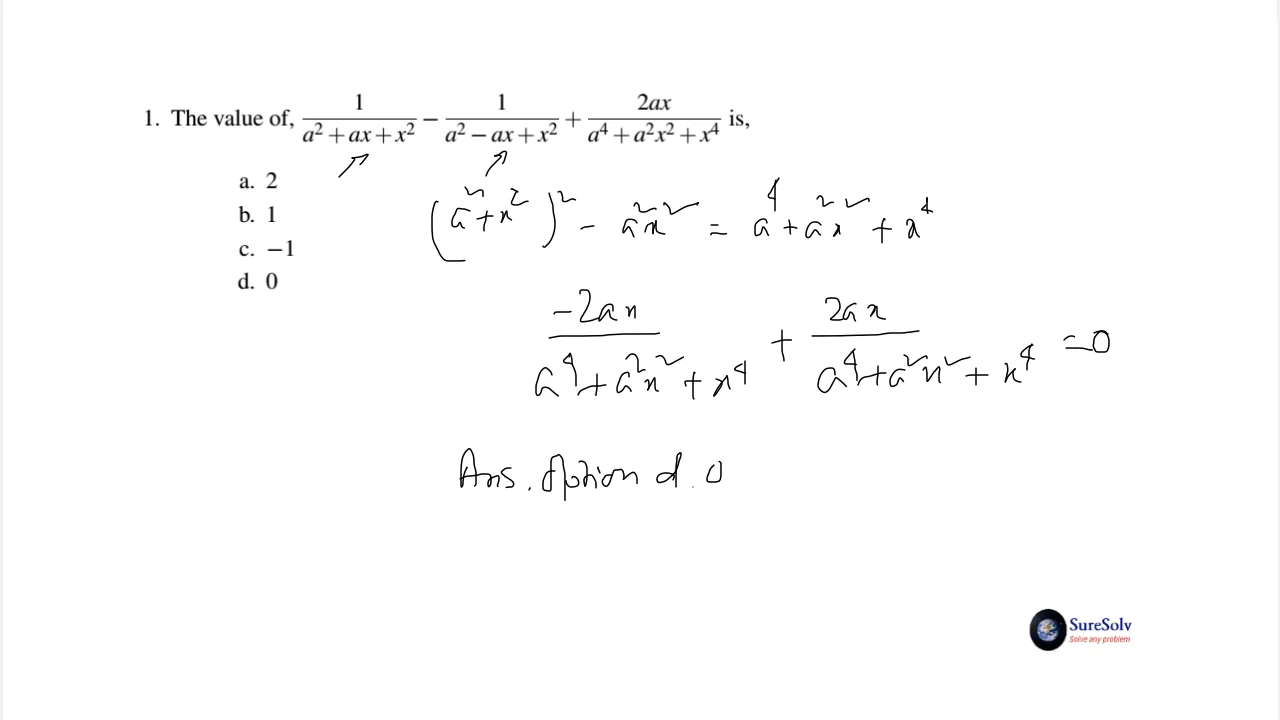 1. The value of, 1/(a² + ax + x²) − 1/(a² − ax + x²) + 2ax/(a⁴ + a²x² + x⁴) is,
a. 2
b. 1
c. −1
d. 0
(a² + x²)² − a²x² = a⁴ + a²x² + x⁴
−2ax/(a⁴ + a²x² + x⁴) + 2ax/(a⁴ + a²x² + x⁴) = 0
Ans. Option d. 0
SureSolv
Solve any problem